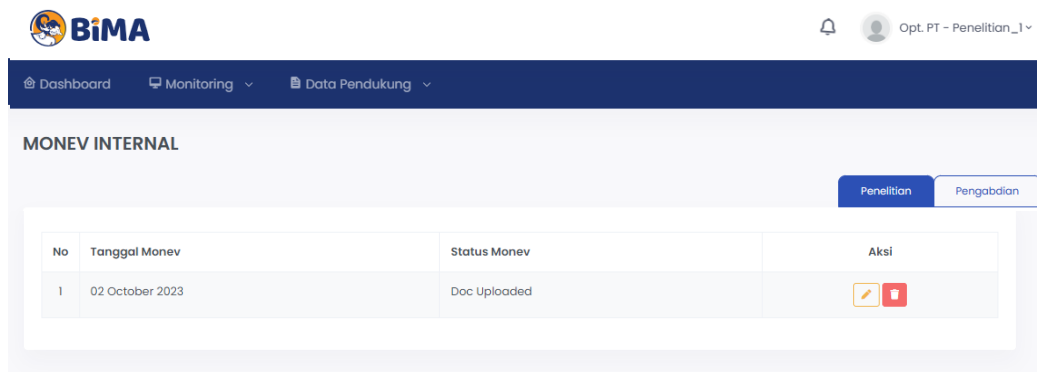 BiMA
Opt. PT - Penelitian_1
Dashboard Monitoring Data Pendukung
MONEV INTERNAL
Penelitian Pengabdian
No Tanggal Monev Status Monev Aksi
1 02 October 2023 Doc Uploaded